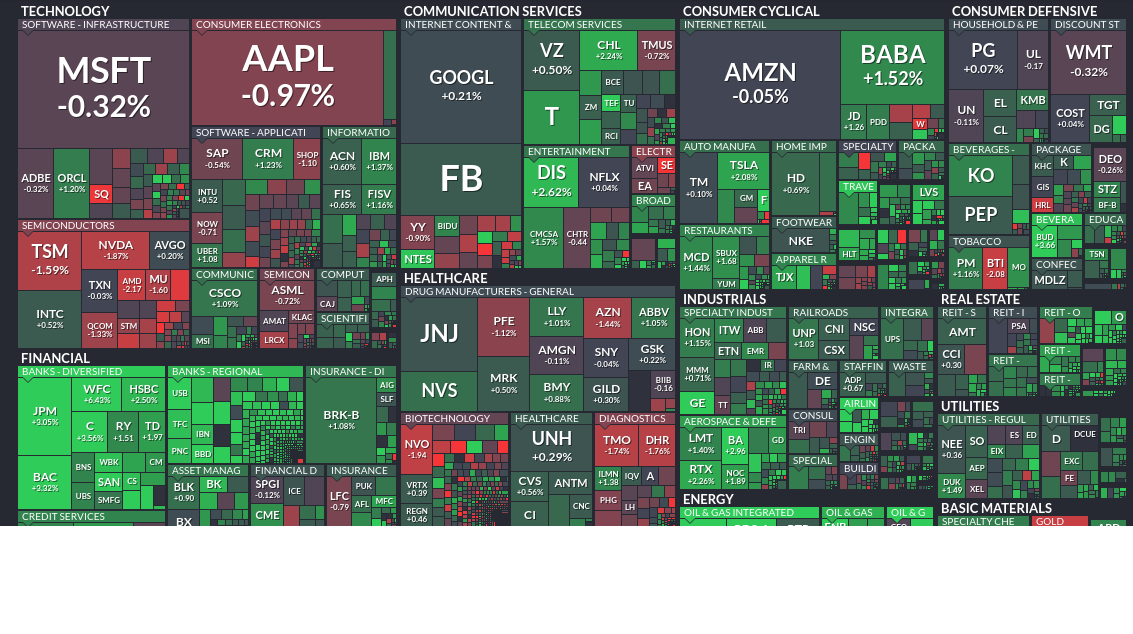 TECHNOLOGY
SOFTWARE - INFRASTRUCTURE
MSFT
-0.32%
ADBE
-0.32%
ORCL
+1.20%
SQ
CONSUMER ELECTRONICS
AAPL
-0.97%
SOFTWARE - APPLICATI
SAP
-0.54%
CRM
+1.23%
SHOP
-1.10
INTU
+0.52
NOW
-0.71
UBER
+1.08
INFORMATIO
ACN
+0.60%
IBM
+1.37%
FIS
+0.65%
FISV
+1.16%
SEMICONDUCTORS
TSM
-1.59%
NVDA
-1.87%
AVGO
+0.20%
INTC
+0.52%
TXN
-0.03%
AMD
-2.17
MU
-1.60
QCOM
-1.33%
STM
COMMUNIC
CSCO
+1.09%
MSI
SEMICON
ASML
-0.72%
AMAT
KLAC
LRCX
COMPUT
CAJ
SCIENTIFI
APH
COMMUNICATION SERVICES
INTERNET CONTENT &
GOOGL
+0.21%
FB
YY
-0.90%
BIDU
NTES
TELECOM SERVICES
VZ
+0.50%
CHL
+2.24%
TMUS
-0.72%
T
BCE
ZM
TEF
TU
RCI
ENTERTAINMENT
DIS
+2.62%
NFLX
+0.04%
CMCSA
+1.57%
CHTR
-0.44
ELECTR
ATVI
SE
EA
BROAD
CONSUMER CYCLICAL
INTERNET RETAIL
AMZN
-0.05%
BABA
+1.52%
JD
+1.26
PDD
W
AUTO MANUFA
TM
+0.10%
TSLA
+2.08%
GM
F
HOME IMP
HD
+0.69%
SPECIALTY
PACKA
TRAVE
LVS
HLT
FOOTWEAR
NKE
RESTAURANTS
MCD
+1.44%
SBUX
+1.68
YUM
APPAREL R
TJX
CONSUMER DEFENSIVE
HOUSEHOLD & PE
PG
+0.07%
UL
-0.17
UN
-0.11%
EL
KMB
CL
DISCOUNT ST
WMT
-0.32%
COST
+0.04%
TGT
DG
BEVERAGES -
KO
PEP
PACKAGE
KHC
K
GIS
HRL
DEO
-0.26%
STZ
BF-B
BEVERA
BUD
+3.66
EDUCA
TSN
TOBACCO
PM
+1.16%
BTI
-2.08
MO
CONFEC
MDLZ
FINANCIAL
BANKS - DIVERSIFIED
JPM
+3.05%
WFC
+6.43%
HSBC
+2.50%
C
+3.56%
RY
+1.51
TD
+1.97
BAC
+3.32%
BNS
WBK
CM
UBS
SAN
CS
SMFG
BANKS - REGIONAL
USB
TFC
IBN
PNC
BBD
INSURANCE - DI
BRK-B
+1.08%
AIG
SLF
ASSET MANAG
BLK
+0.90
BK
BX
FINANCIAL D
SPGI
-0.12%
ICE
CME
INSURANCE
LFC
-0.79
PUK
AFL
MFC
CREDIT SERVICES
HEALTHCARE
DRUG MANUFACTURERS - GENERAL
JNJ
PFE
-1.12%
LLY
+1.01%
AZN
-1.44%
ABBV
+1.05%
AMGN
-0.11%
SNY
-0.04%
GSK
+0.22%
NVS
MRK
+0.50%
BMY
+0.88%
GILD
+0.30%
BIIB
-0.16
BIOTECHNOLOGY
NVO
-1.94
VRTX
+0.39
REGN
+0.46
HEALTHCARE
UNH
+0.29%
CVS
+0.56%
ANTM
CI
CNC
DIAGNOSTICS
TMO
-1.74%
DHR
-1.76%
ILMN
+1.38
IQV
A
PHG
LH
INDUSTRIALS
SPECIALTY INDUST
HON
+1.15%
ITW
ABB
ETN
EMR
MMM
+0.71%
IR
GE
TT
RAILROADS
UNP
+1.03
CNI
NSC
CSX
INTEGRA
UPS
FARM &
DE
STAFFIN
ADP
+0.67
WASTE
AIRLIN
CONSUL
TRI
ENGIN
AEROSPACE & DEFE
LMT
+1.40%
BA
+2.96
GD
RTX
+2.26%
NOC
+1.89
SPECIAL
BUILDI
REAL ESTATE
REIT - S
AMT
CCI
+0.30
REIT - I
PSA
REIT -
REIT - O
O
REIT -
REIT -
UTILITIES
UTILITIES - REGUL
NEE
+0.36
SO
ES
ED
EIX
AEP
DUK
+1.49
XEL
UTILITIES
D
DCUE
EXC
FE
ENERGY
OIL & GAS INTEGRATED
OIL & GAS
OIL & G
BASIC MATERIALS
SPECIALTY CHE
GOLD